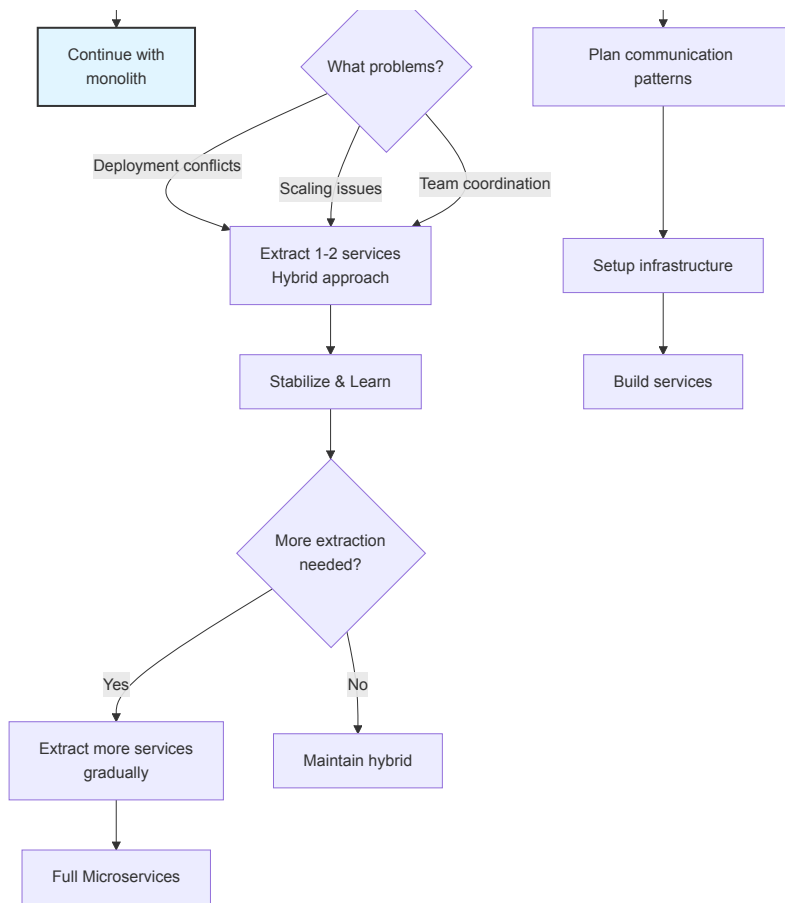 Continue with
monolith
What problems?
Plan communication
patterns
Deployment conflicts
Scaling issues
Team coordination
Extract 1-2 services
Hybrid approach
Setup infrastructure
Stabilize & Learn
Build services
More extraction
needed?
Yes
No
Extract more services
gradually
Maintain hybrid
Full Microservices